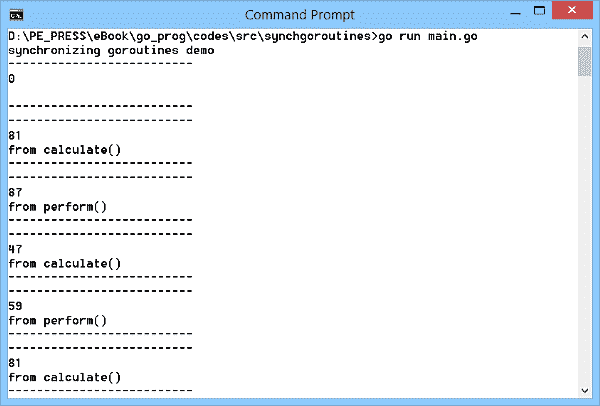 Command Prompt
D:\PE_PRESS\eBook\go_prog\codes\src\synchgoroutines>go run main.go
synchronizing goroutines demo
--------------------------
0
--------------------------
--------------------------
81
from calculate()
--------------------------
--------------------------
87
from perform()
--------------------------
--------------------------
47
from calculate()
--------------------------
--------------------------
59
from perform()
--------------------------
--------------------------
81
from calculate()
--------------------------